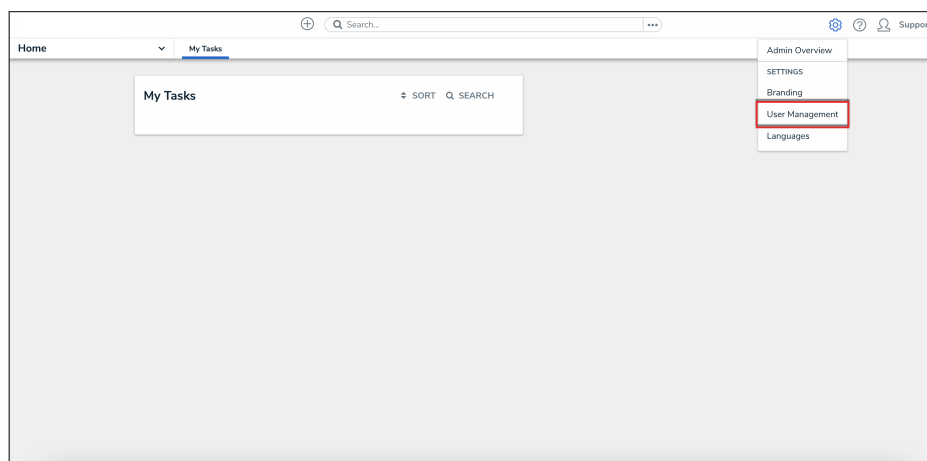 Search...
Suppor
Home
My Tasks
Admin Overview
SETTINGS
Branding
User Management
Languages
My Tasks
SORT
SEARCH